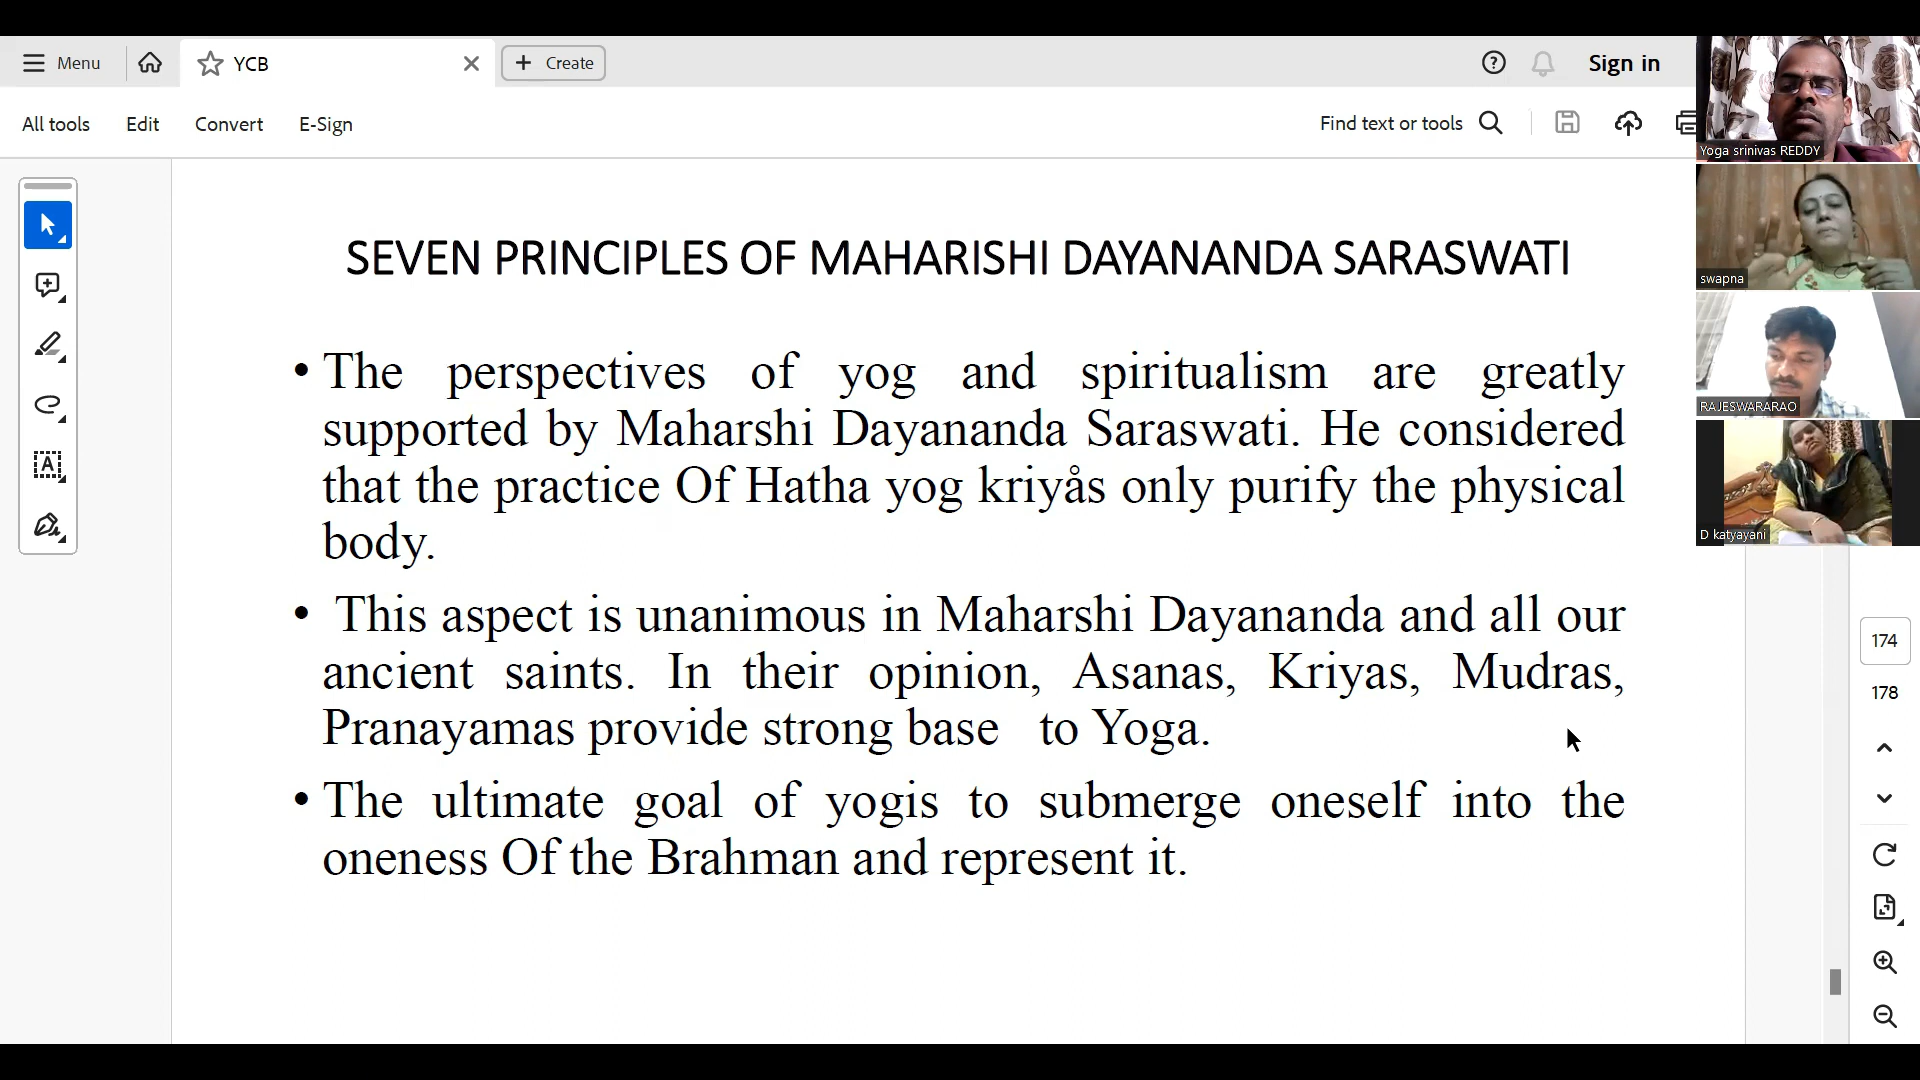 Menu
YCB
Create
Sign in
All tools
Edit
Convert
E-Sign
Find text or tools
SEVEN PRINCIPLES OF MAHARISHI DAYANANDA SARASWATI
• The perspectives of yog and spiritualism are greatly
supported by Maharshi Dayananda Saraswati. He considered
that the practice Of Hatha yog kriyås only purify the physical
body.
• This aspect is unanimous in Maharshi Dayananda and all our
ancient saints. In their opinion, Asanas, Kriyas, Mudras,
Pranayamas provide strong base to Yoga.
• The ultimate goal of yogis to submerge oneself into the
oneness Of the Brahman and represent it.
Yoga srinivas REDDY
swapna
RAJESWARARAO
D katyayani
174
178